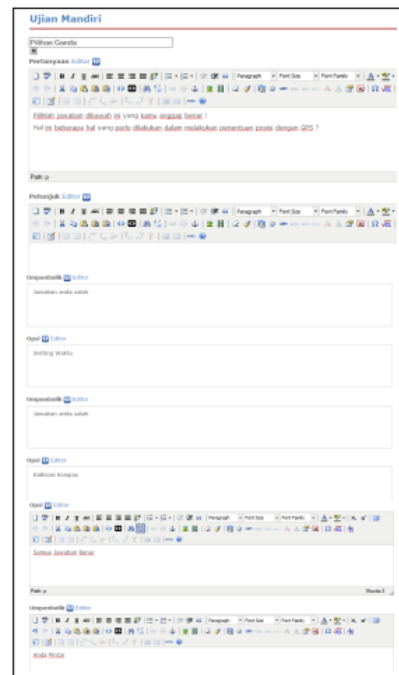 Ujian Mandiri
Pilihan Ganda
Pertanyaan Editor
Paragraph Font Size Font Family
Pilihlah jawaban dibawah ini yang kamu anggap benar !
Hal ini beberapa hal yang perlu dilakukan dalam melakukan penentuan posisi dengan GPS ?
Path: p
Petunjuk Editor
Paragraph Font Size Font Family
Umpanbalik Editor
Jawaban anda salah
Opsi Editor
Setting Waktu
Umpanbalik Editor
Jawaban anda salah
Opsi Editor
Kalibrasi Kompas
Opsi Editor
Paragraph Font Size Font Family
Semua Jawaban Benar
Path: p
Words:3
Umpanbalik Editor
Paragraph Font Size Font Family
Anda Pintar